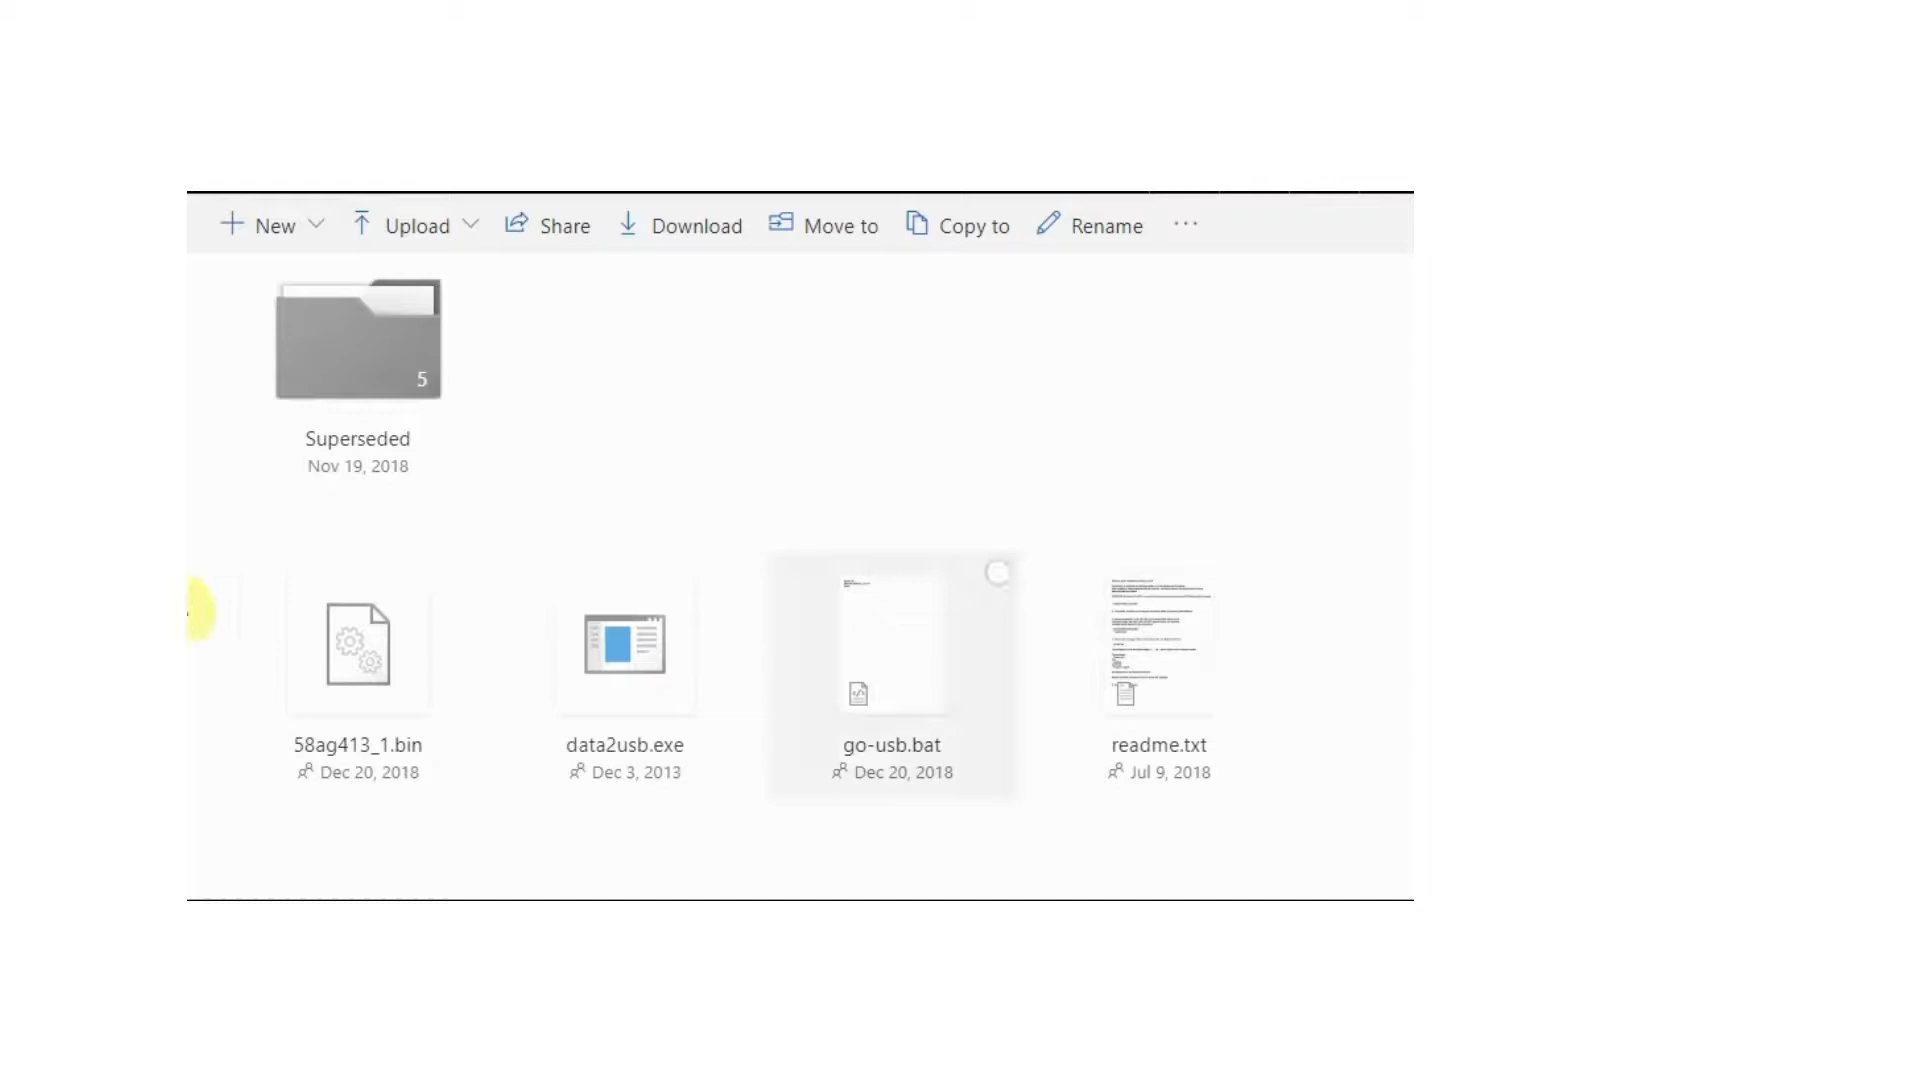 New Upload Share Download Move to Copy to Rename ...
5
Superseded
Nov 19, 2018
58ag413_1.bin data2usb.exe go-usb.bat readme.txt
Dec 20, 2018 Dec 3, 2013 Dec 20, 2018 Jul 9, 2018